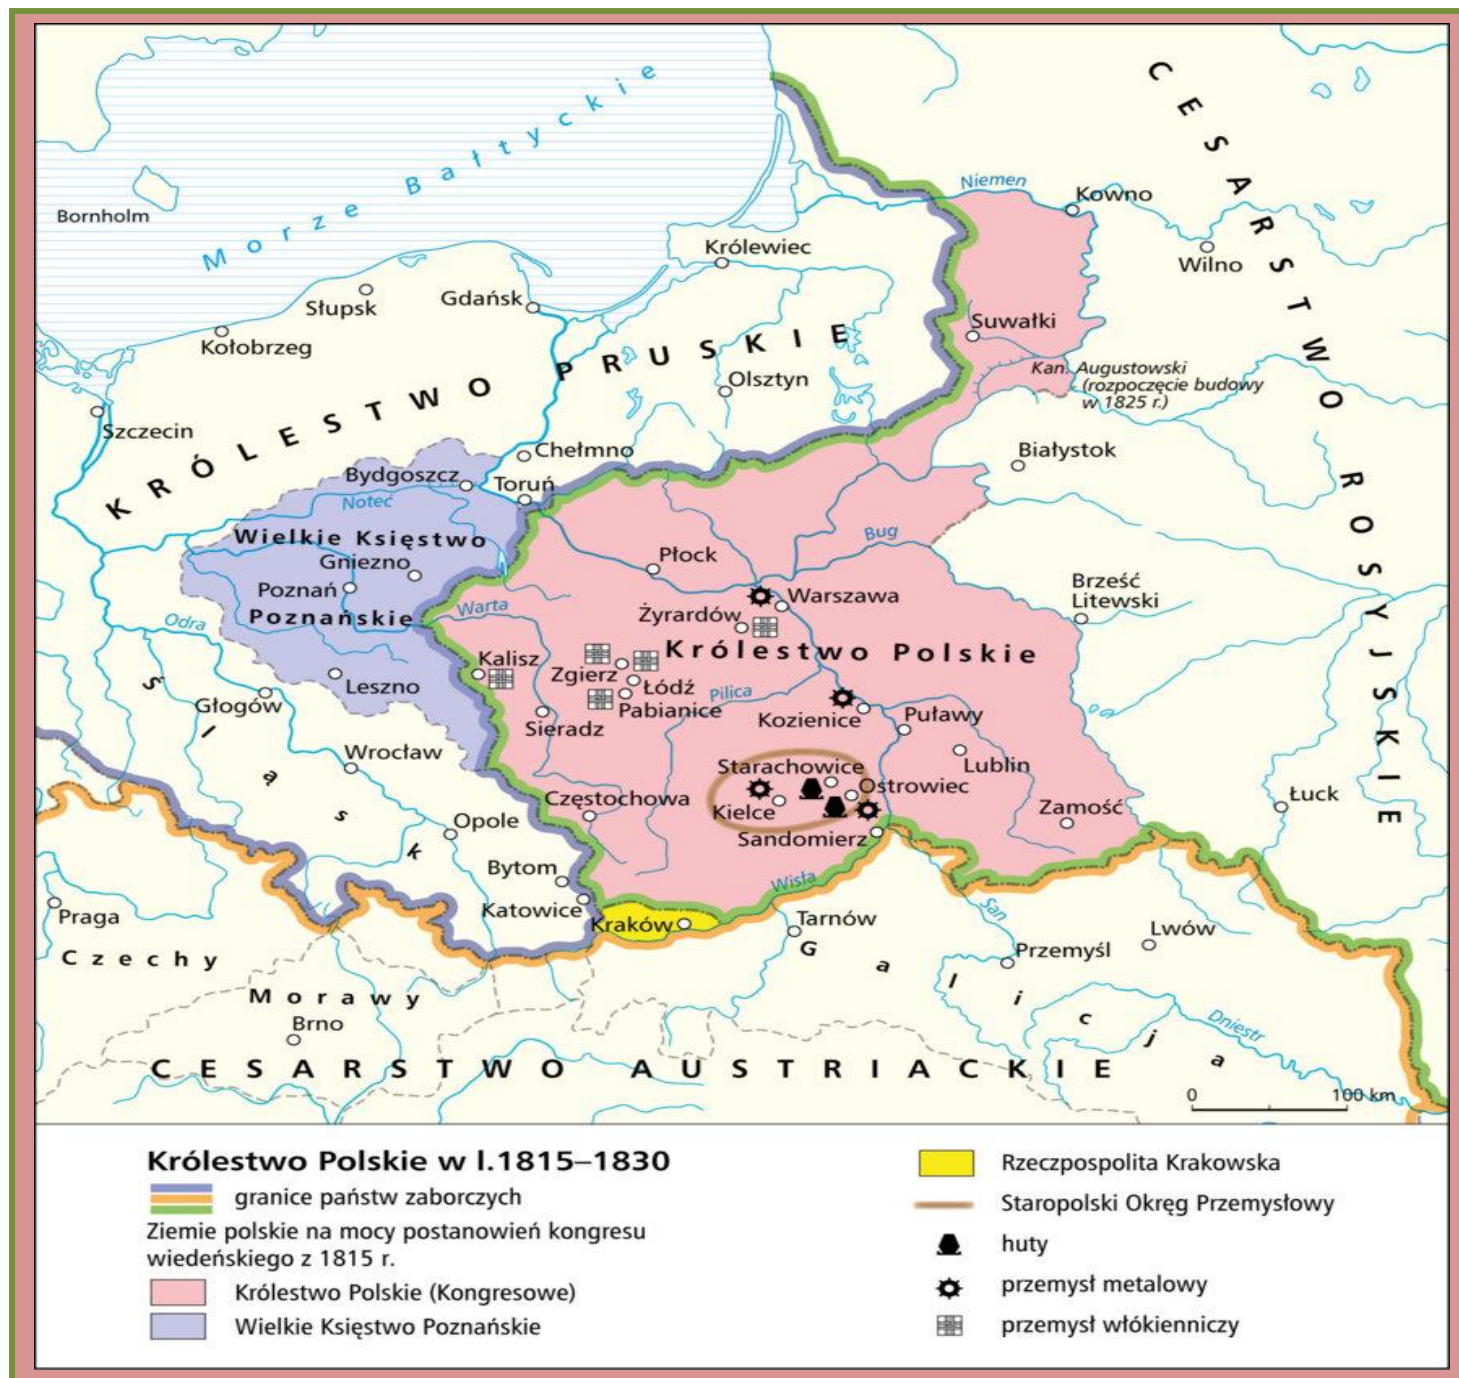 Morze Bałtyckie
CESARSTWO ROSYJSKIE
Bornholm
Niemen
Kowno
Wilno
Królewiec
Słupsk
Gdańsk
Kołobrzeg
Suwałki
KRÓLESTWO PRUSKIE
Kan. Augustowski
(rozpoczęcie budowy
w 1825 r.)
Olsztyn
Szczecin
Chełmno
Białystok
Bydgoszcz
Toruń
Noteć
Wielkie Księstwo
Poznańskie
Gniezno
Poznań
Bug
Płock
Brześć
Litewski
Warta
Odra
Warszawa
Żyrardów
Królestwo Polskie
Kalisz
Zgierz
Łódź
Pabianice
Pilica
Leszno
Głogów
Śląsk
Sieradz
Kozienice
Puławy
Wrocław
Lublin
Starachowice
Ostrowiec
Częstochowa
Kielce
Zamość
Łuck
Opole
Sandomierz
Bytom
Katowice
Wisła
Kraków
Tarnów
San
Praga
Lwów
Przemyśl
Czechy
Galicja
Morawy
Brno
Dniestr
CESARSTWO AUSTRIACKIE
0 100 km
Królestwo Polskie w l.1815–1830
granice państw zaborczych
Ziemie polskie na mocy postanowień kongresu
wiedeńskiego z 1815 r.
Królestwo Polskie (Kongresowe)
Wielkie Księstwo Poznańskie
Rzeczpospolita Krakowska
Staropolski Okręg Przemysłowy
huty
przemysł metalowy
przemysł włókienniczy